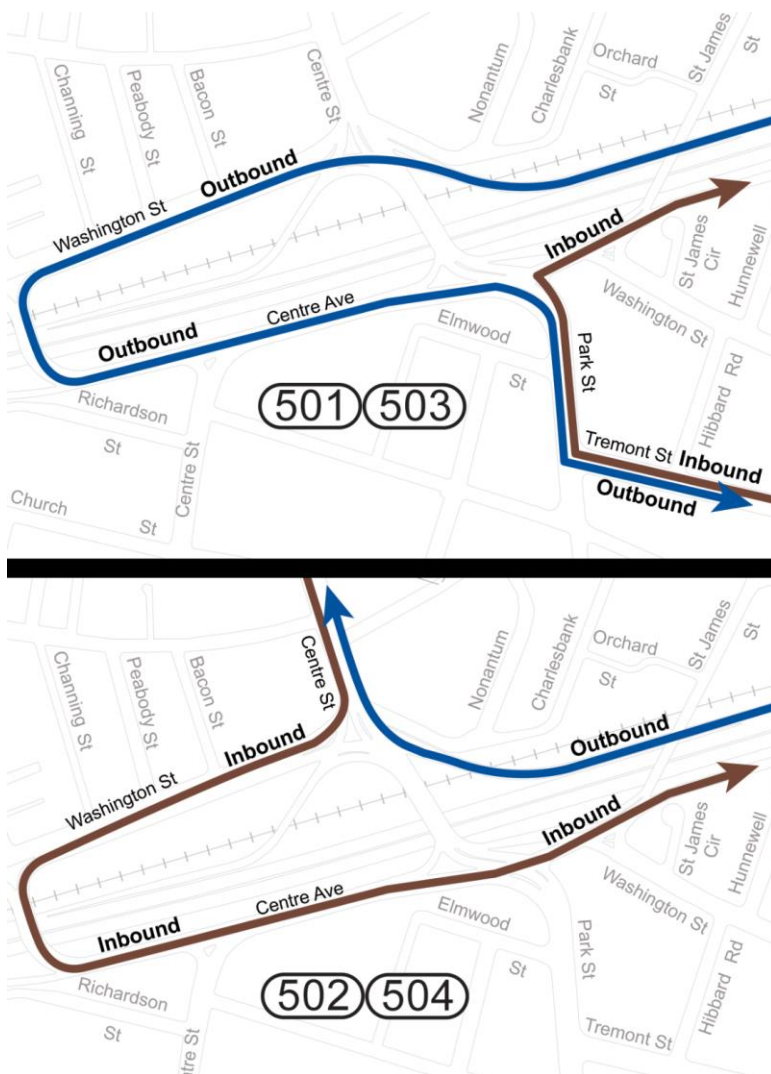 Channing
St
Peabody St
Bacon St
Centre St
Nonantum
Charlesbank
Orchard
St
St James
St
Washington St
Outbound
Inbound
St James
Cir
Hunnewell
Outbound
Centre Ave
Elmwood
St
Washington St
Hibbard Rd
Park St
Richardson
St
Centre St
501
503
Tremont St
Inbound
Outbound
Church
St
Channing
St
Peabody St
Bacon St
Centre St
Nonantum
Charlesbank
Orchard
St
St James
St
Washington St
Inbound
Outbound
Inbound
St James
Cir
Hunnewell
Inbound
Centre Ave
Elmwood
St
Washington St
Hibbard Rd
Park St
Richardson
St
tre St
502
504
Tremont St